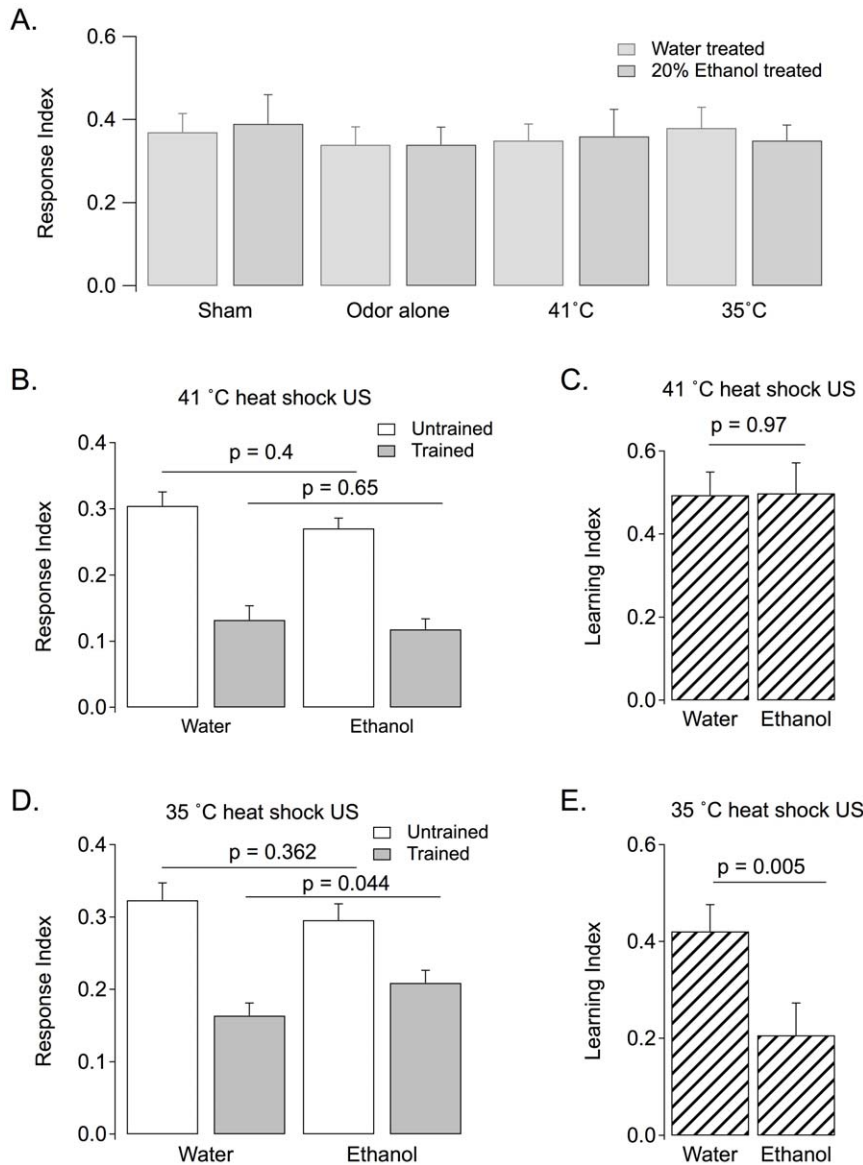 A.
0.6
0.4
0.2
0.0
Response Index
Water treated
20% Ethanol treated
Sham Odor alone 41˚C 35˚C
B.
41 ˚C heat shock US
Untrained
Trained
p = 0.4
p = 0.65
0.4
0.3
0.2
0.1
0.0
Response Index
Water Ethanol
C.
41 ˚C heat shock US
p = 0.97
0.6
0.4
0.2
0.0
Learning Index
Water Ethanol
D.
35 ˚C heat shock US
Untrained
Trained
p = 0.362
p = 0.044
0.4
0.3
0.2
0.1
0.0
Response Index
Water Ethanol
E.
35 ˚C heat shock US
p = 0.005
0.6
0.4
0.2
0.0
Learning Index
Water Ethanol